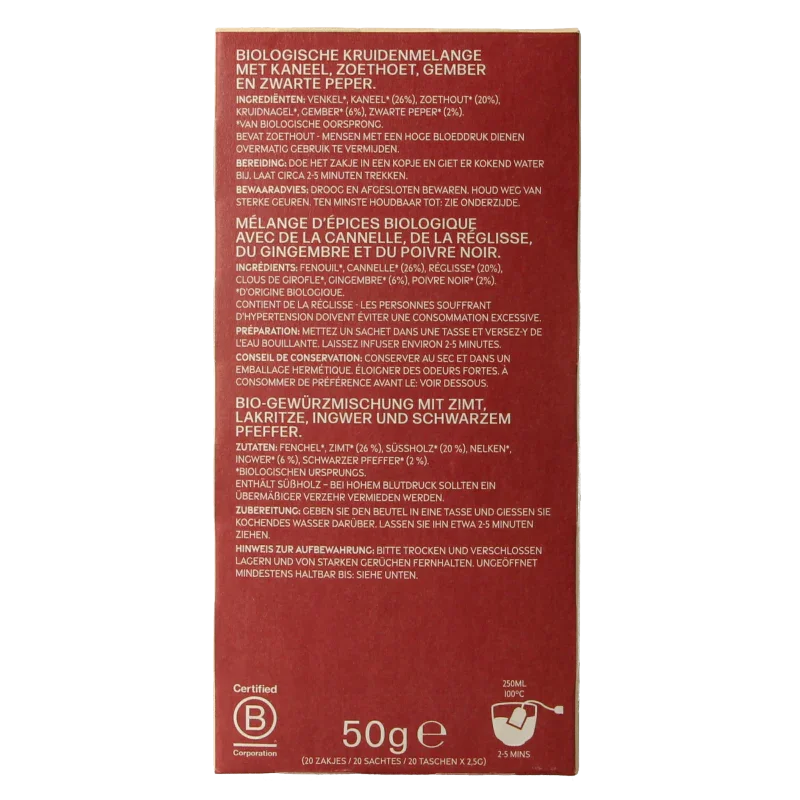 BIOLOGISCHE KRUIDENMELANGE
MET KANEEL, ZOETHOET, GEMBER
EN ZWARTE PEPER.
INGREDIËNTEN: VENKEL*, KANEEL* (26%), ZOETHOUT* (20%),
KRUIDNAGEL*, GEMBER* (6%), ZWARTE PEPER* (2%).
*VAN BIOLOGISCHE OORSPRONG.
BEVAT ZOETHOUT - MENSEN MET EEN HOGE BLOEDDRUK DIENEN
OVERMATIG GEBRUIK TE VERMIJDEN.
BEREIDING: DOE HET ZAKJE IN EEN KOPJE EN GIET ER KOKEND WATER
BIJ. LAAT CIRCA 2-5 MINUTEN TREKKEN.
BEWAARADVIES: DROOG EN AFGESLOTEN BEWAREN, HOUD WEG VAN
STERKE GEUREN. TEN MINSTE HOUDBAAR TOT: ZIE ONDERZIJDE.
MÉLANGE D'ÉPICES BIOLOGIQUE
AVEC DE LA CANNELLE, DE LA RÉGLISSE,
DU GINGEMBRE ET DU POIVRE NOIR.
INGRÉDIENTS: FENOUIL*, CANNELLE* (26%), RÉGLISSE* (20%),
CLOUS DE GIROFLE*, GINGEMBRE* (6%), POIVRE NOIR* (2%).
*D'ORIGINE BIOLOGIQUE.
CONTIENT DE LA RÉGLISSE - LES PERSONNES SOUFFRANT
D'HYPERTENSION DOIVENT ÉVITER UNE CONSOMMATION EXCESSIVE.
PRÉPARATION: METTEZ UN SACHET DANS UNE TASSE ET VERSEZ-Y DE
L'EAU BOUILLANTE. LAISSEZ INFUSER ENVIRON 2-5 MINUTES.
CONSEIL DE CONSERVATION: CONSERVER AU SEC ET DANS UN
EMBALLAGE HERMÉTIQUE. ÉLOIGNER DES ODEURS FORTES. À
CONSOMMER DE PRÉFÉRENCE AVANT LE: VOIR DESSOUS.
BIO-GEWÜRZMISCHUNG MIT ZIMT,
LAKRITZE, INGWER UND SCHWARZEM
PFEFFER.
ZUTATEN: FENCHEL*, ZIMT* (26 %), SÜSSHOLZ* (20 %), NELKEN*,
INGWER* (6 %), SCHWARZER PFEFFER* (2 %).
*BIOLOGISCHEN URSPRUNGS.
ENTHÄLT SÜßHOLZ – BEI HOHEM BLUTDRUCK SOLLTEN EIN
ÜBERMÄßIGER VERZEHR VERMIEDEN WERDEN.
ZUBEREITUNG: GEBEN SIE DEN BEUTEL IN EINE TASSE UND GIESSEN SIE
KOCHENDES WASSER DARÜBER. LASSEN SIE IHN ETWA 2-5 MINUTEN
ZIEHEN.
HINWEIS ZUR AUFBEWAHRUNG: BITTE TROCKEN UND VERSCHLOSSEN
LAGERN UND VON STARKEN GERÜCHEN FERNHALTEN. UNGEÖFFNET
MINDESTENS HALTBAR BIS: SIEHE UNTEN.
Certified
B
Corporation
50g e
(20 ZAKJES / 20 SACHTES / 20 TASCHEN X 2,5G)
250ML
100°C
2-5 MINS